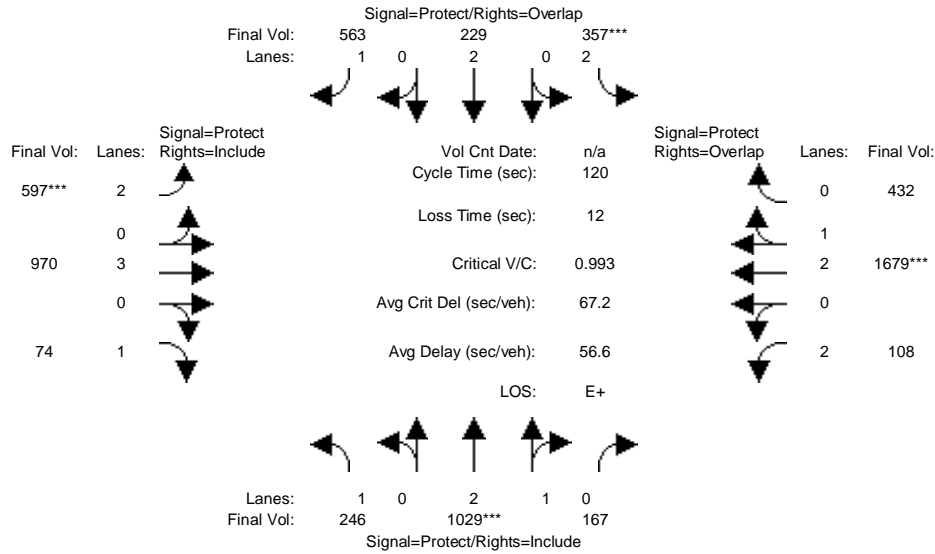 Signal=Protect/Rights=Overlap
Final Vol: 563 229 357***
Lanes: 1 0 2 0 2
Signal=Protect
Final Vol: Lanes: Rights=Include
Vol Cnt Date: n/a
Signal=Protect
Rights=Overlap Lanes: Final Vol:
Cycle Time (sec): 120
597*** 2
0 432
Loss Time (sec): 12
0
1
970 3
Critical V/C: 0.993
2 1679***
0
Avg Crit Del (sec/veh): 67.2
0
74 1
Avg Delay (sec/veh): 56.6
2 108
LOS: E+
Lanes: 1 0 2 1 0
Final Vol: 246 1029*** 167
Signal=Protect/Rights=Include